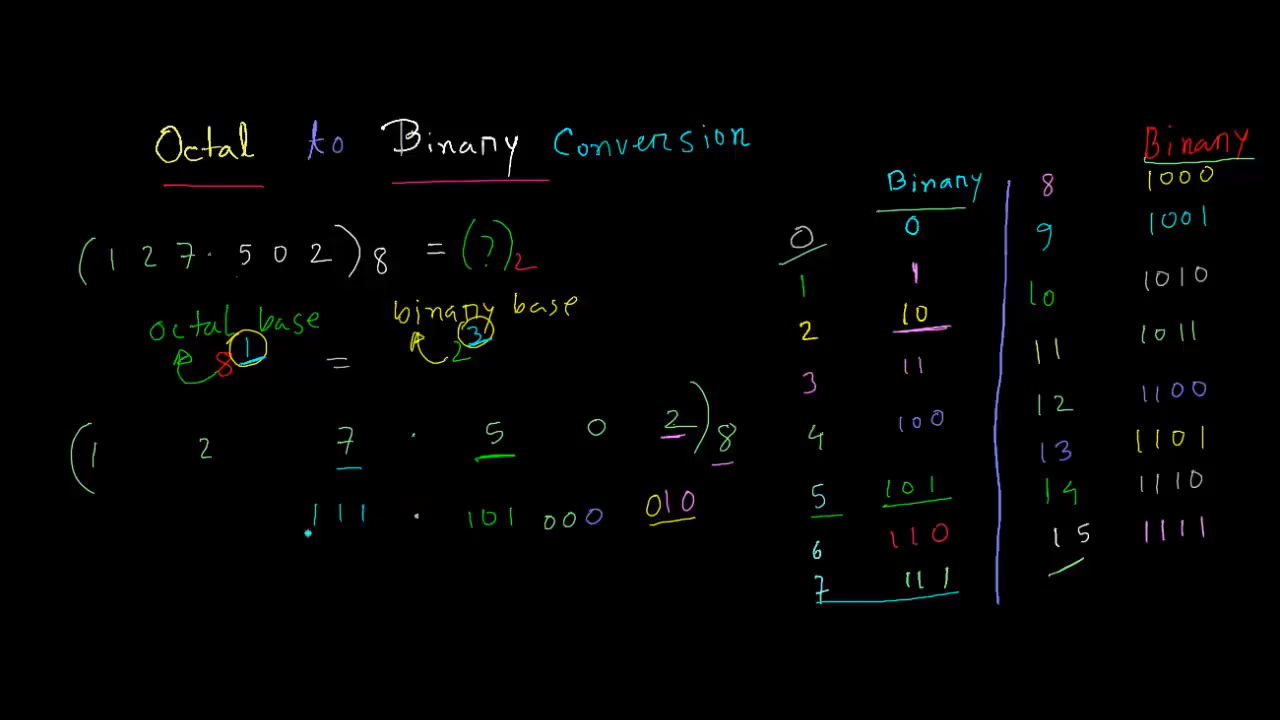 Octal to Binary Conversion
(127.502)8 = (?)2
octal base binary base
8 1 = 2 3
(1 2 7 . 5 0 2)8
111 . 101 000 010
Binary
0 0
1 1
2 10
3 11
4 100
5 101
6 110
7 111
Binary
8 1000
9 1001
10 1010
11 1011
12 1100
13 1101
14 1110
15 1111